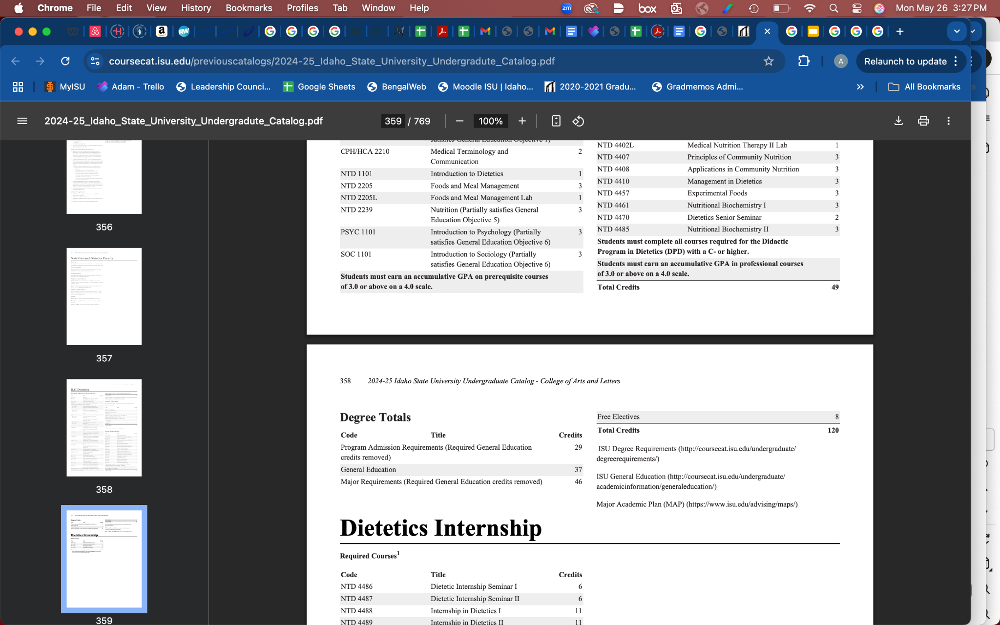 Chrome File Edit View History Bookmarks Profiles Tab Window Help
zm box Mon May 26 3:27 PM
coursecat.isu.edu/previouscatalogs/2024-25_Idaho_State_University_Undergradute_Catalog.pdf
A Relaunch to update
MyISU Adam - Trello Leadership Counci... Google Sheets BengalWeb Moodle ISU | Idaho... 2020-2021 Gradu... Gradmemos Admi... All Bookmarks
2024-25_Idaho_State_University_Undergradute_Catalog.pdf 359 / 769 100%
356
Nutrition and Dietetics Faculty
357
B.S. Dietetics
358
Degree Totals
Dietetics Internship
359
satisfies General Education Objective 1)
CPH/HCA 2210 Medical Terminology and 2
Communication
NTD 1101 Introduction to Dietetics 1
NTD 2205 Foods and Meal Management 3
NTD 2205L Foods and Meal Management Lab 1
NTD 2239 Nutrition (Partially satisfies General 3
Education Objective 5)
PSYC 1101 Introduction to Psychology (Partially 3
satisfies General Education Objective 6)
SOC 1101 Introduction to Sociology (Partially 3
satisfies General Education Objective 6)
Students must earn an accumulative GPA on prerequisite courses
of 3.0 or above on a 4.0 scale.
NTD 4402L Medical Nutrition Therapy II Lab 1
NTD 4407 Principles of Community Nutrition 3
NTD 4408 Applications in Community Nutrition 3
NTD 4410 Management in Dietetics 3
NTD 4457 Experimental Foods 3
NTD 4461 Nutritional Biochemistry I 3
NTD 4470 Dietetics Senior Seminar 2
NTD 4485 Nutritional Biochemistry II 3
Students must complete all courses required for the Didactic
Program in Dietetics (DPD) with a C- or higher.
Students must earn an accumulative GPA in professional courses
of 3.0 or above on a 4.0 scale.
Total Credits 49
358 2024-25 Idaho State University Undergraduate Catalog - College of Arts and Letters
Degree Totals
Code Title Credits
Program Admission Requirements (Required General Education 29
credits removed)
General Education 37
Major Requirements (Required General Education credits removed) 46
Free Electives 8
Total Credits 120
ISU Degree Requirements (http://coursecat.isu.edu/undergraduate/
degreerequirements/)
ISU General Education (http://coursecat.isu.edu/undergraduate/
academicinformation/generaleducation/)
Major Academic Plan (MAP) (https://www.isu.edu/advising/maps/)
Dietetics Internship
Required Courses1
Code Title Credits
NTD 4486 Dietetic Internship Seminar I 6
NTD 4487 Dietetic Internship Seminar II 6
NTD 4488 Internship in Dietetics I 11
NTD 4489 Internship in Dietetics II 11